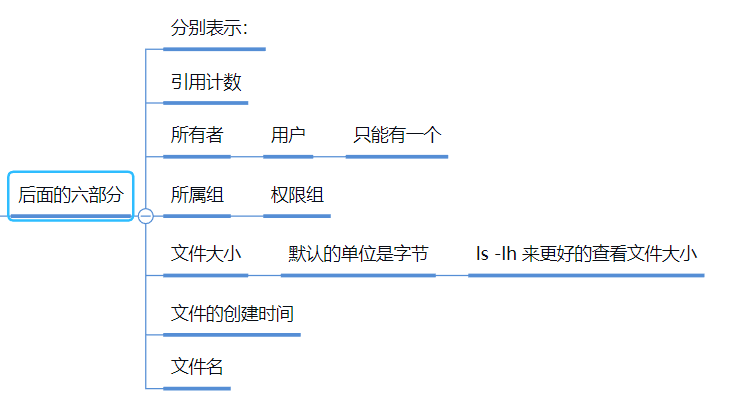 分别表示：
引用计数
所有者 用户 只能有一个
后面的六部分
所属组 权限组
文件大小 默认的单位是字节 ls -lh 来更好的查看文件大小
文件的创建时间
文件名